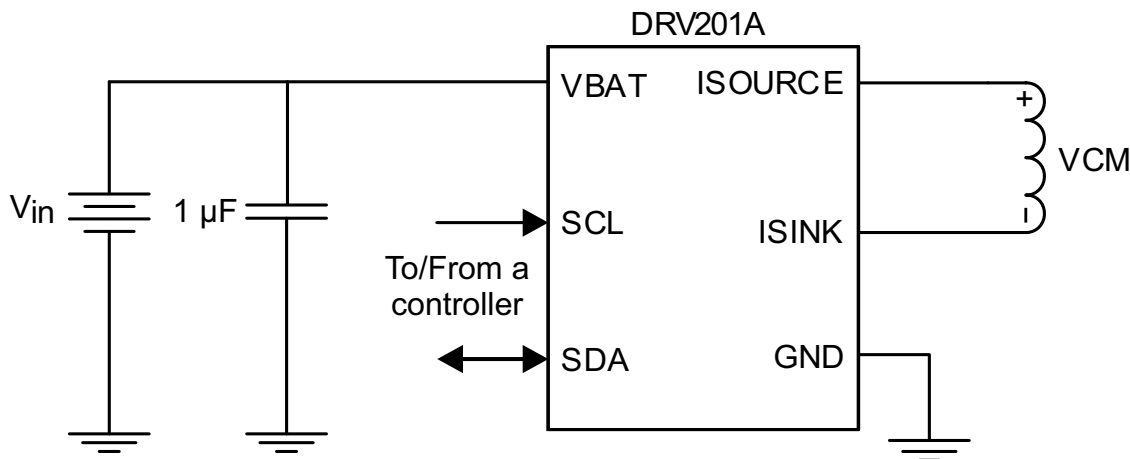 DRV201A
VBAT
ISOURCE
+
VCM
Vin
1 µF
SCL
ISINK
-
To/From a
controller
SDA
GND